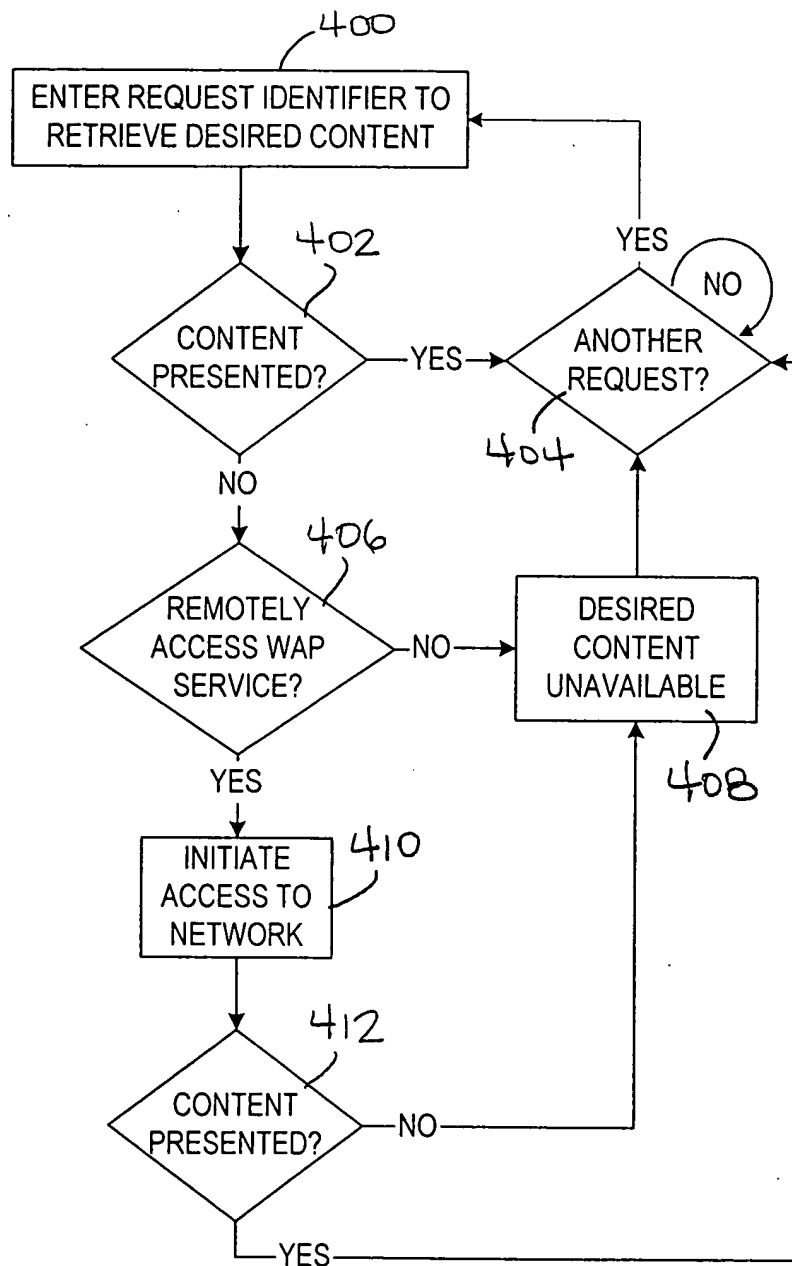 400
ENTER REQUEST IDENTIFIER TO
RETRIEVE DESIRED CONTENT
402
CONTENT
PRESENTED?
YES
YES
NO
ANOTHER
REQUEST?
404
NO
406
REMOTELY
ACCESS WAP
SERVICE?
NO
DESIRED
CONTENT
UNAVAILABLE
408
YES
INITIATE
ACCESS TO
NETWORK
410
412
CONTENT
PRESENTED?
NO
YES